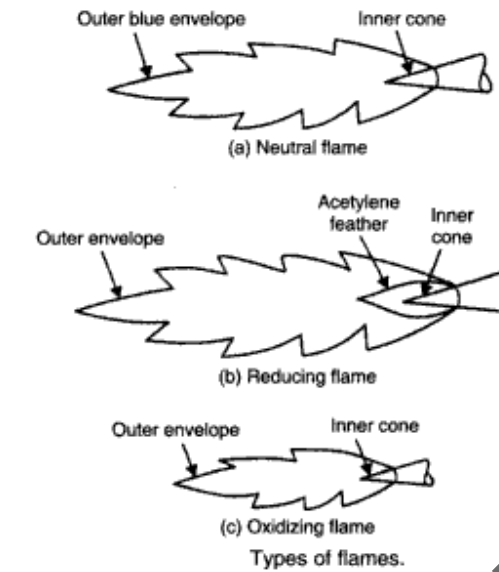 Outer blue envelope
Inner cone
(a) Neutral flame
Acetylene
feather
Inner
cone
Outer envelope
(b) Reducing flame
Outer envelope
Inner cone
(c) Oxidizing flame
Types of flames.